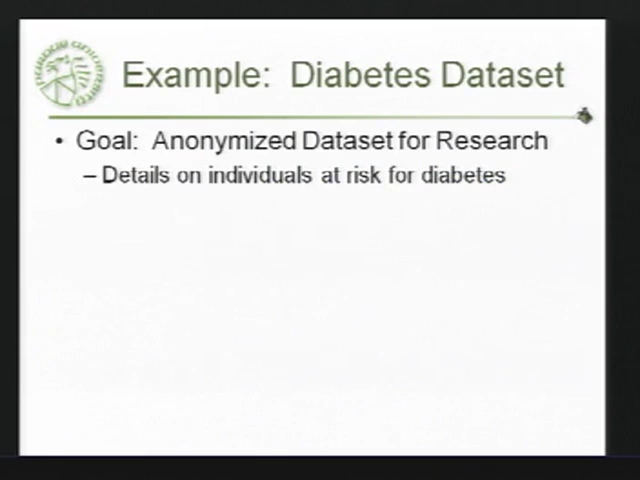 Example: Diabetes Dataset
• Goal: Anonymized Dataset for Research
– Details on individuals at risk for diabetes